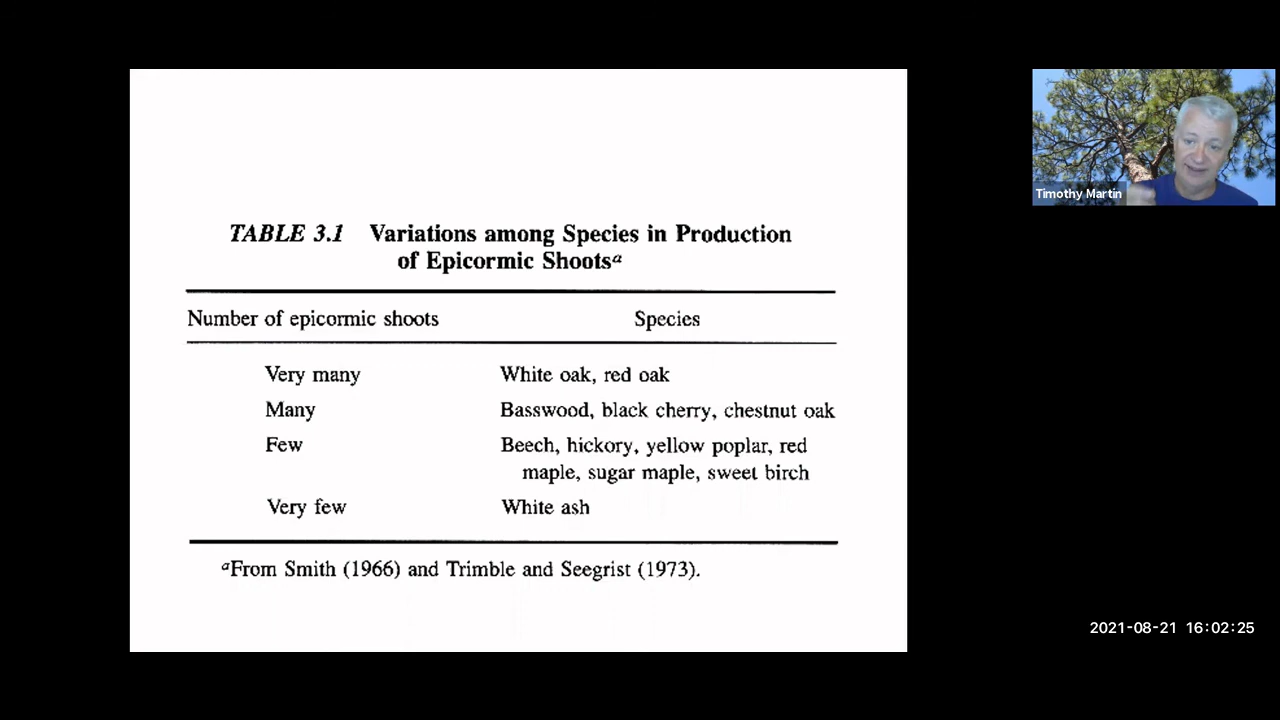 TABLE 3.1 Variations among Species in Production
of Epicormic Shootsa
Number of epicormic shoots Species
Very many White oak, red oak
Many Basswood, black cherry, chestnut oak
Few Beech, hickory, yellow poplar, red
maple, sugar maple, sweet birch
Very few White ash
aFrom Smith (1966) and Trimble and Seegrist (1973).
Timothy Martin
2021-08-21 16:02:25